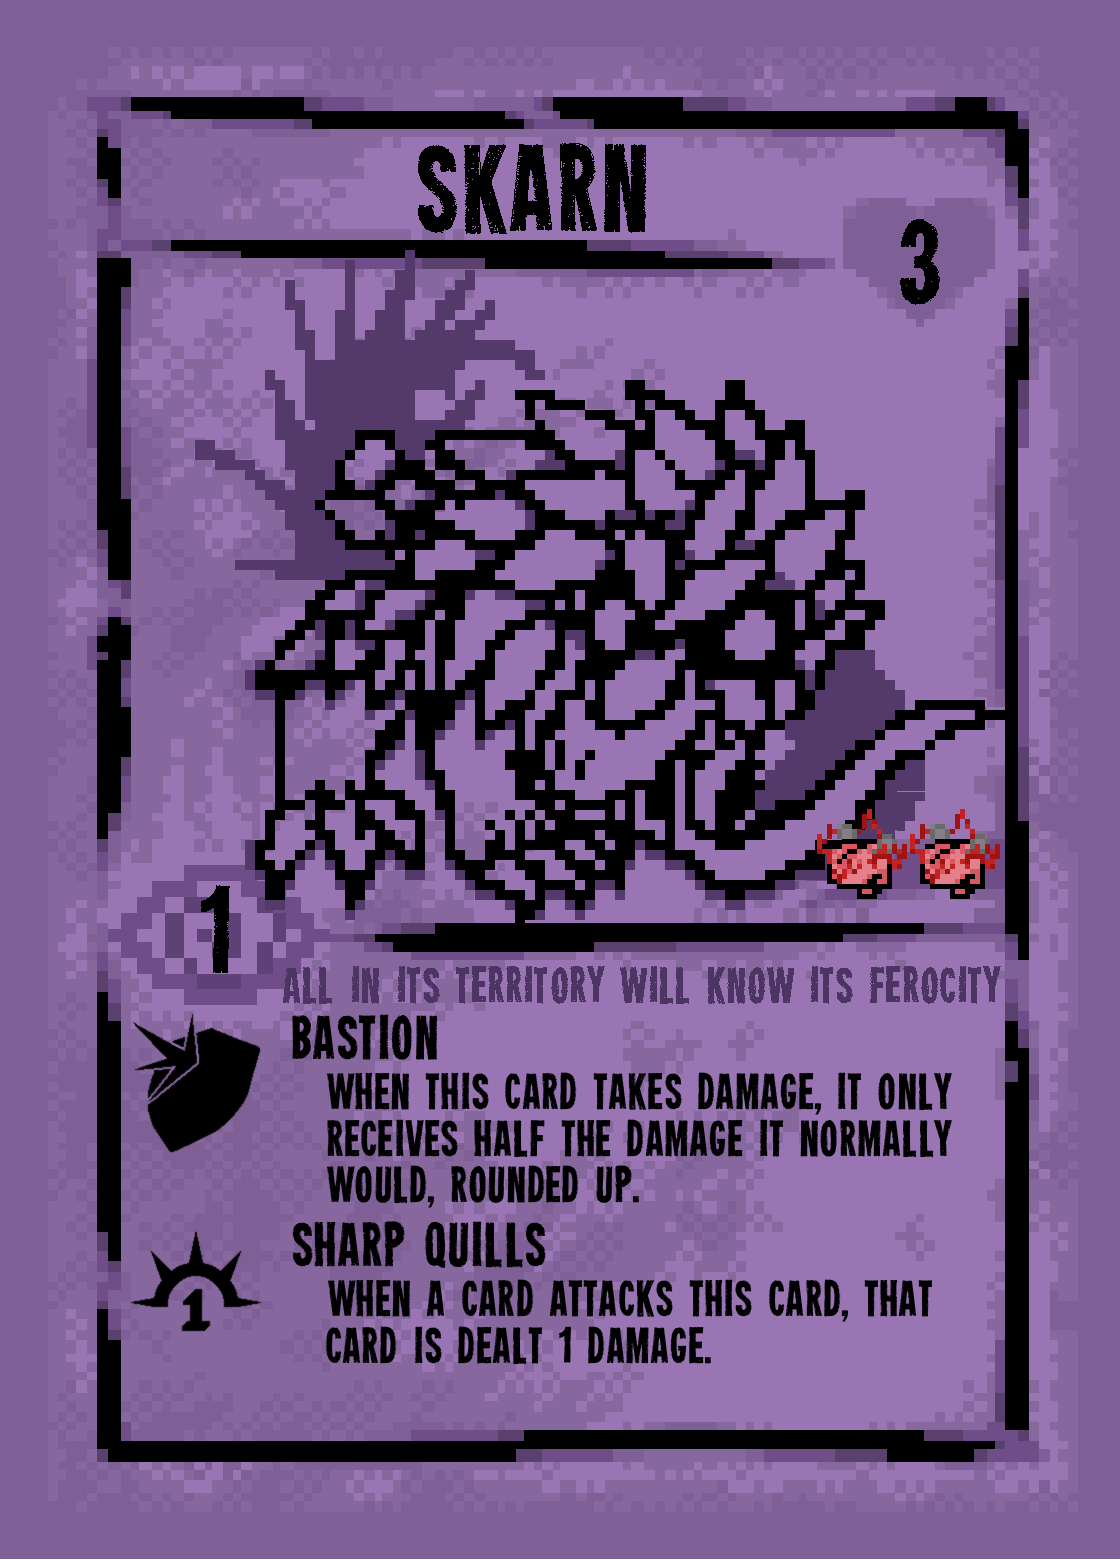 SKARN
3
1
ALL IN ITS TERRITORY WILL KNOW ITS FEROCITY
BASTION
WHEN THIS CARD TAKES DAMAGE, IT ONLY
RECEIVES HALF THE DAMAGE IT NORMALLY
WOULD, ROUNDED UP.
SHARP QUILLS
1
WHEN A CARD ATTACKS THIS CARD, THAT
CARD IS DEALT 1 DAMAGE.